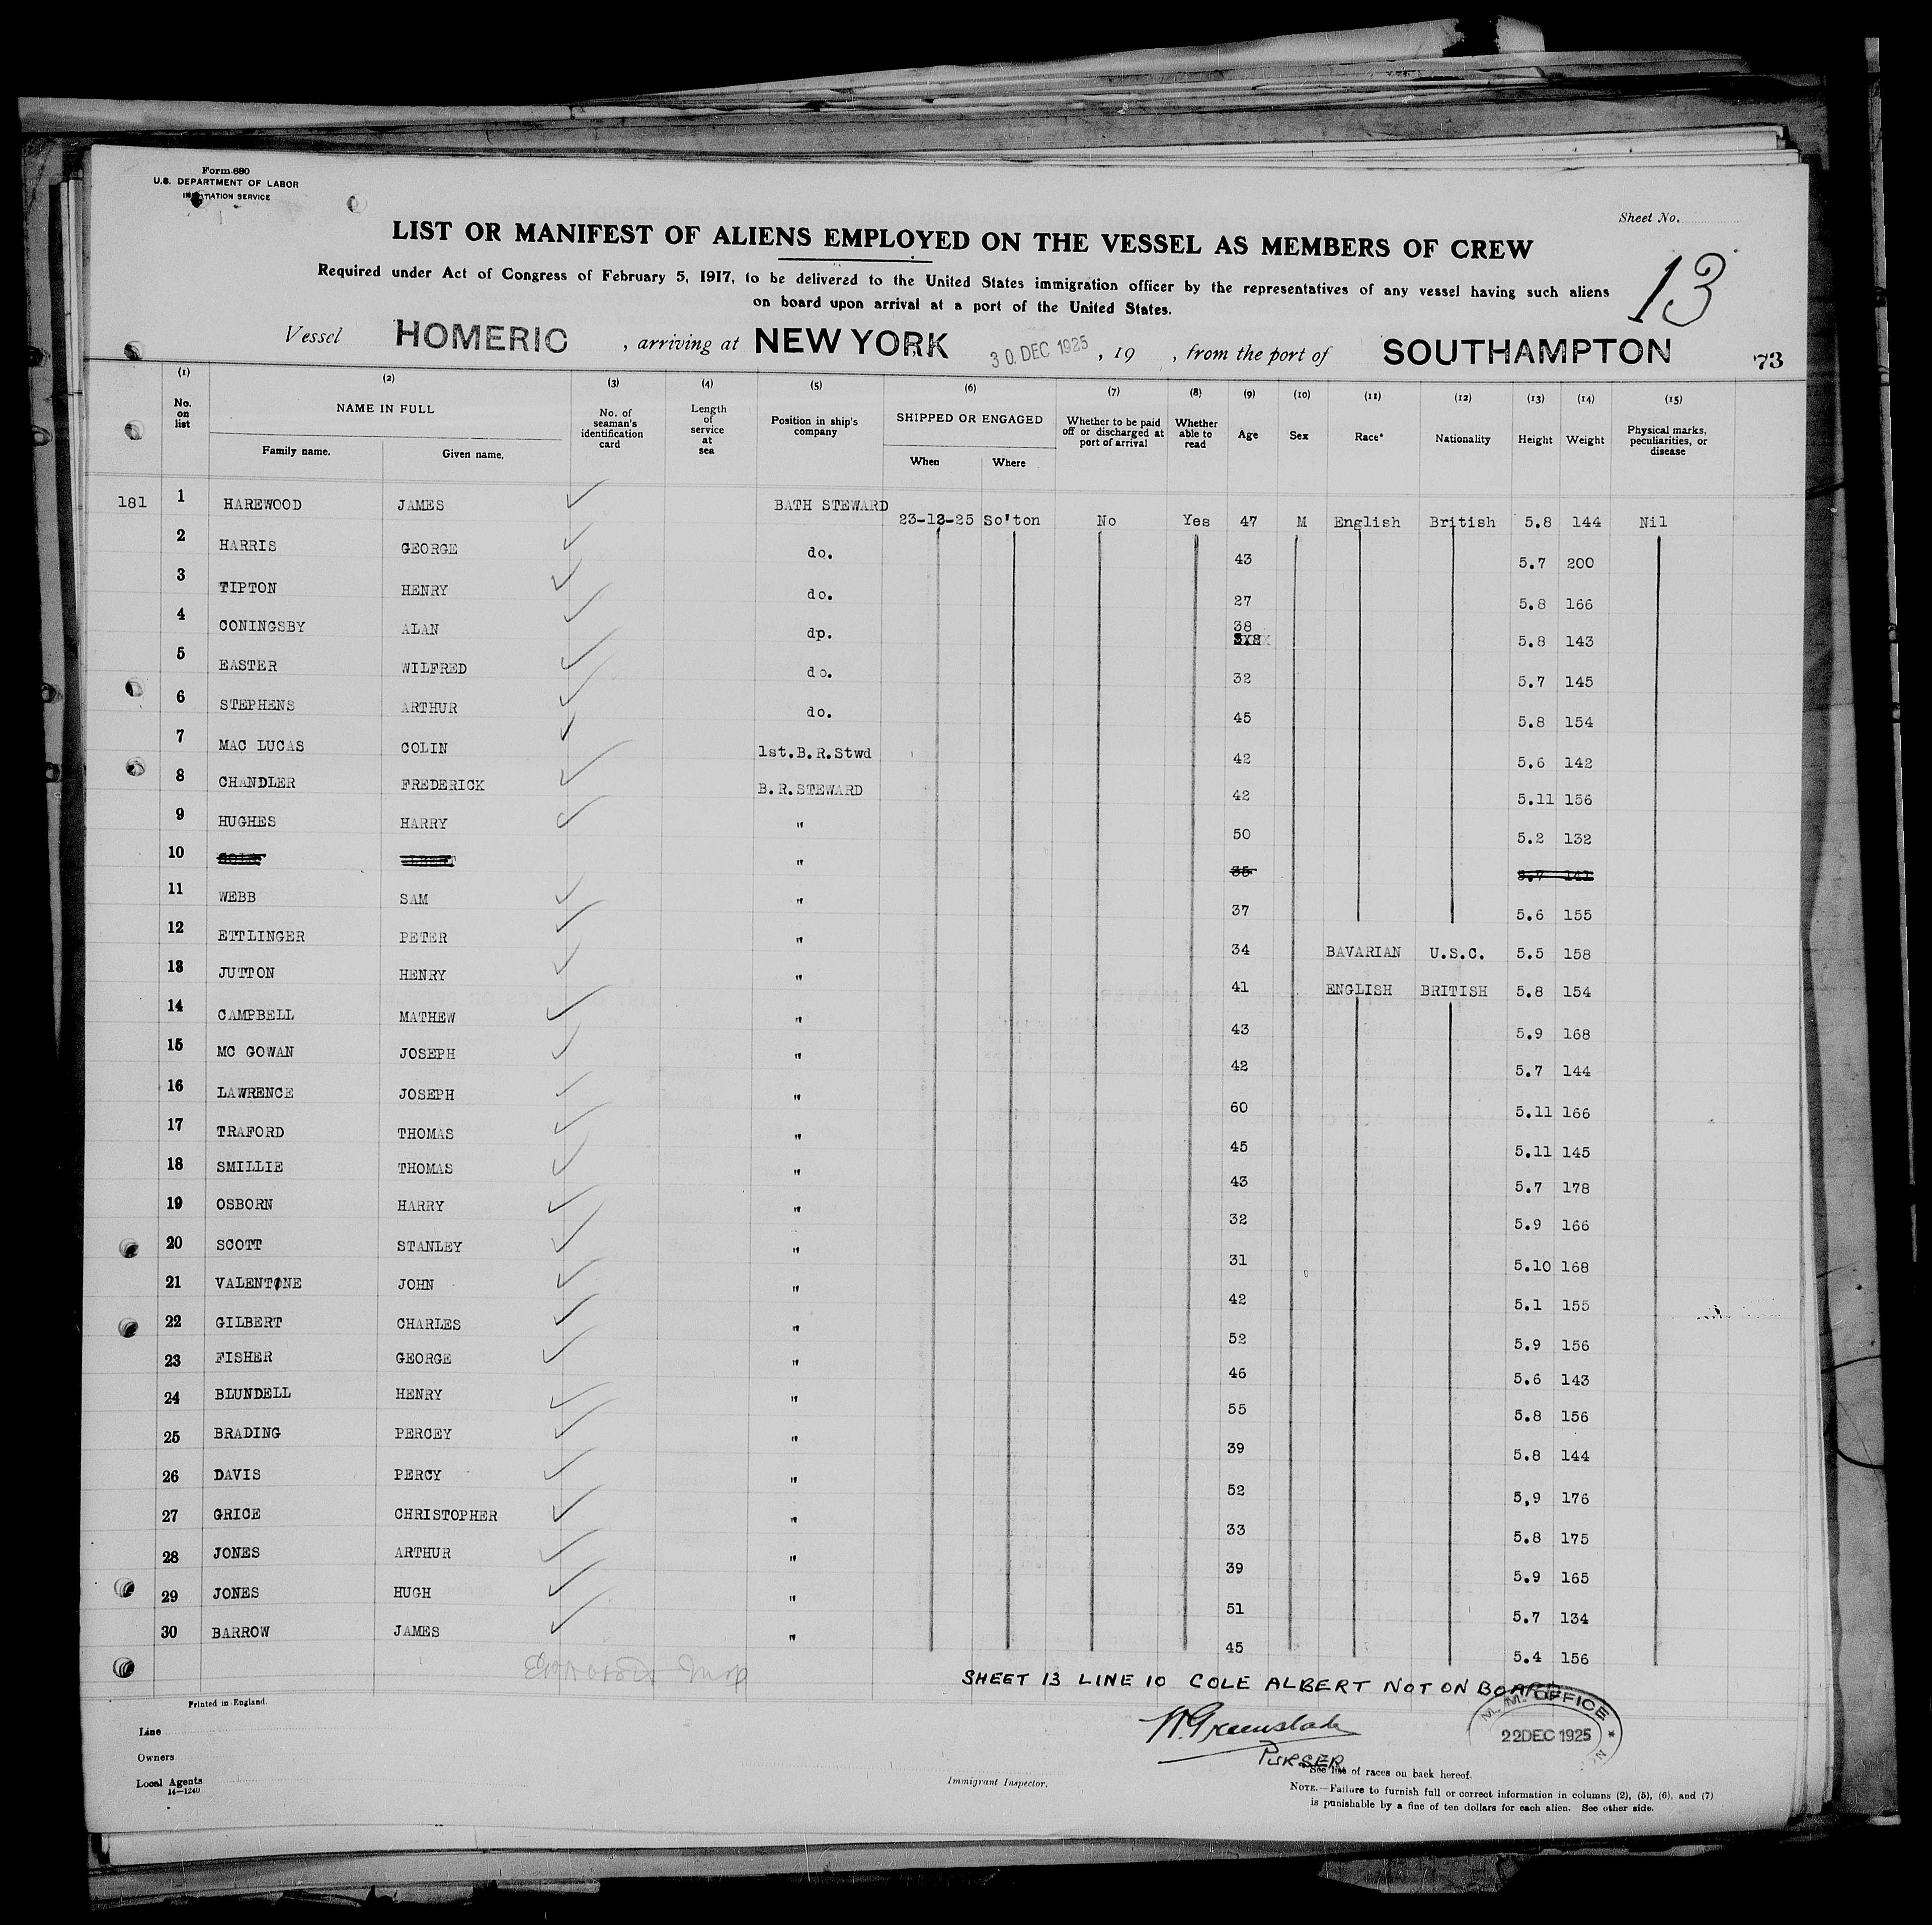 Form 680
U.S. DEPARTMENT OF LABOR
SERVICE
Sheet No.
13
LIST OR MANIFEST OF ALIENS EMPLOYED ON THE VESSEL AS MEMBERS OF CREW
Required under Act of Congress of February 5, 1917, to be delivered to the United States immigration officer by the representatives of any vessel having such aliens
on board upon arrival at a port of the United States.
Vessel HOMERIC , arriving at NEW YORK 30 DEC 1925 , 19 , from the port of SOUTHAMPTON 73
(1) (2) (3) (4) (5) (6) (7) (8) (9) (10) (11) (12) (13) (14) (15)
No. on list NAME IN FULL Family name. Given name. No. of seaman's identification card Length of service at sea Position in ship's company SHIPPED OR ENGAGED When Where Whether to be paid off or discharged at port of arrival Whether able to read Age Sex Race* Nationality Height Weight Physical marks, peculiarities, or disease
181 1 HAREWOOD JAMES BATH STEWARD 23-12-25 So'ton No Yes 47 M English British 5.8 144 Nil
2 HARRIS GEORGE do. 43 5.7 200
3 TIPTON HENRY do. 27 5.8 166
4 CONINGSBY ALAN dp. 38 5.8 143
5 EASTER WILFRED do. 32 5.7 145
6 STEPHENS ARTHUR do. 45 5.8 154
7 MAC LUCAS COLIN 1st.B.R.Stwd 42 5.6 142
8 CHANDLER FREDERICK B.R.STEWARD 42 5.11 156
9 HUGHES HARRY " 50 5.2 132
10 " 35 5.7 141
11 WEBB SAM " 37 5.6 155
12 ETTLINGER PETER " 34 BAVARIAN U.S.C. 5.5 158
13 JUTTON HENRY " 41 ENGLISH BRITISH 5.8 154
14 CAMPBELL MATHEW " 43 5.9 168
15 MC GOWAN JOSEPH " 42 5.7 144
16 LAWRENCE JOSEPH " 60 5.11 166
17 TRAFORD THOMAS " 45 5.11 145
18 SMILLIE THOMAS " 43 5.7 178
19 OSBORN HARRY " 32 5.9 166
20 SCOTT STANLEY " 31 5.10 168
21 VALENTINE JOHN " 42 5.1 155
22 GILBERT CHARLES " 52 5.9 156
23 FISHER GEORGE " 46 5.6 143
24 BLUNDELL HENRY " 55 5.8 156
25 BRADING PERCEY " 39 5.8 144
26 DAVIS PERCY " 52 5,9 176
27 GRICE CHRISTOPHER " 33 5.8 175
28 JONES ARTHUR " 39 5.9 165
29 JONES HUGH " 51 5.7 134
30 BARROW JAMES " 45 5.4 156
SHEET 13 LINE 10 COLE ALBERT NOT ON BOARD
Printed in England.
W. Greenslade
PURSER
M.M. OFFICE
22 DEC 1925
Line
Owners
Local Agents
14—1240
Immigrant Inspector.
See list of races on back hereof.
NOTE.—Failure to furnish full or correct information in columns (2), (5), (6), and (7)
is punishable by a fine of ten dollars for each alien. See other side.